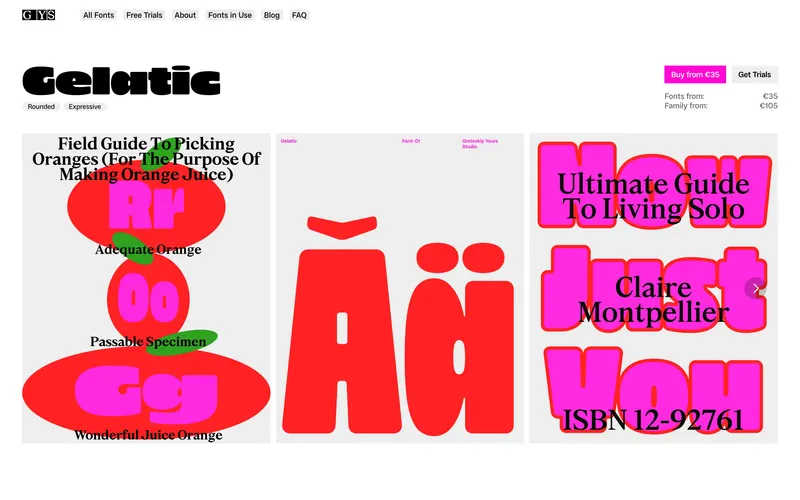 GYS
All Fonts
Free Trials
About
Fonts in Use
Blog
FAQ
Gelatic
Buy from €35
Get Trials
Rounded
Expressive
Fonts from: €35
Family from: €105
Field Guide To Picking
Oranges (For The Purpose Of
Making Orange Juice)
Rr
Adequate Orange
Oo
Passable Specimen
Gg
Wonderful Juice Orange
Gelatic
Font: 01
Groteskly Yours
Studio
Ǎä
Now
Ultimate Guide
To Living Solo
Just
Claire
Montpellier
You
ISBN 12-92761